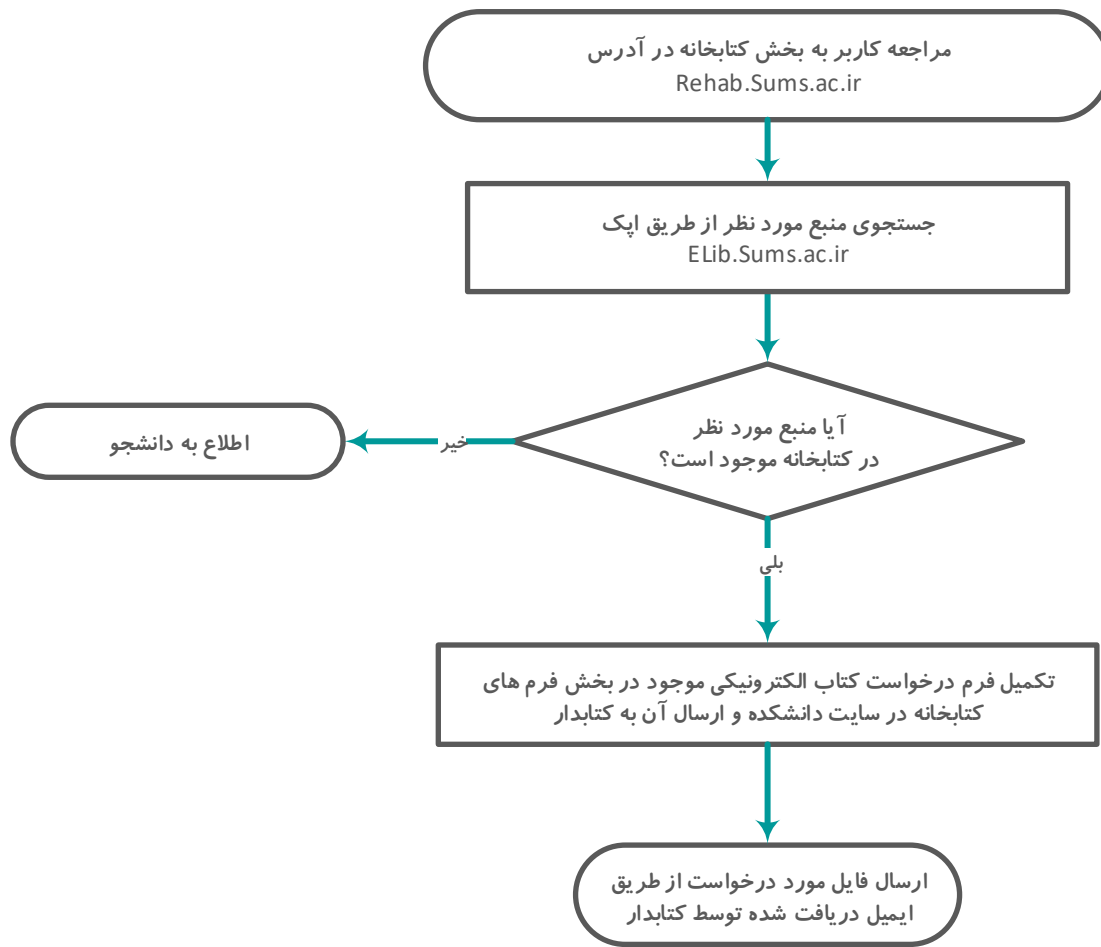 مراجعه کاربر به بخش کتابخانه در آدرس
Rehab.Sums.ac.ir
جستجوی منبع مورد نظر از طریق اپک
ELib.Sums.ac.ir
آیا منبع مورد نظر
در کتابخانه موجود است؟
خیر
اطلاع به دانشجو
بلی
تکمیل فرم درخواست کتاب الکترونیکی موجود در بخش فرم های
کتابخانه در سایت دانشکده و ارسال آن به کتابدار
ارسال فایل مورد درخواست از طریق
ایمیل دریافت شده توسط کتابدار